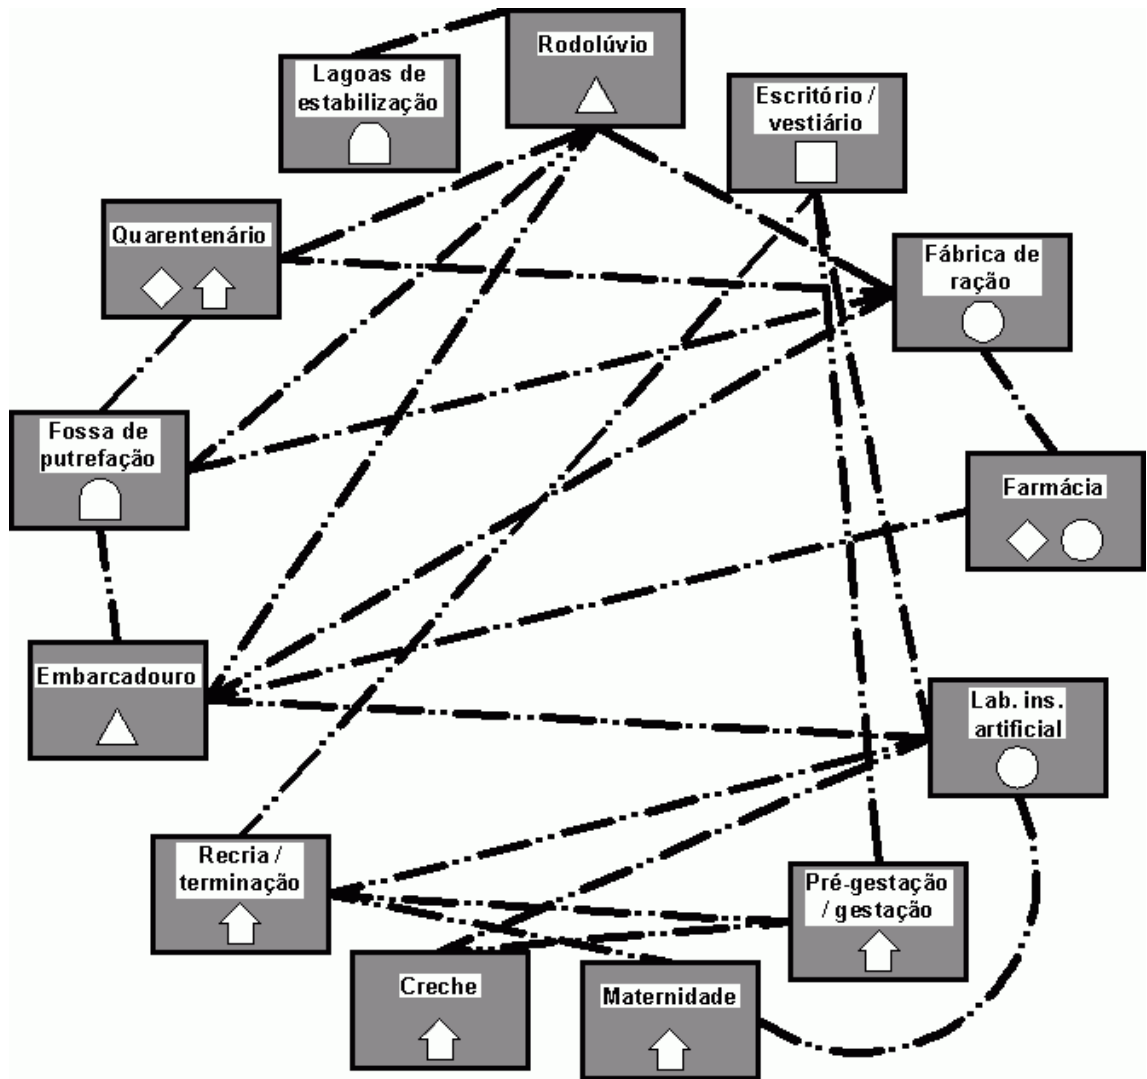 Rodolúvio
Lagoas de
estabilização
Escritório /
vestiário
Quarentenário
Fábrica de
ração
Fossa de
putrefação
Farmácia
Embarcadouro
Lab. ins.
artificial
Recria /
terminação
Pré-gestação
/ gestação
Creche
Maternidade